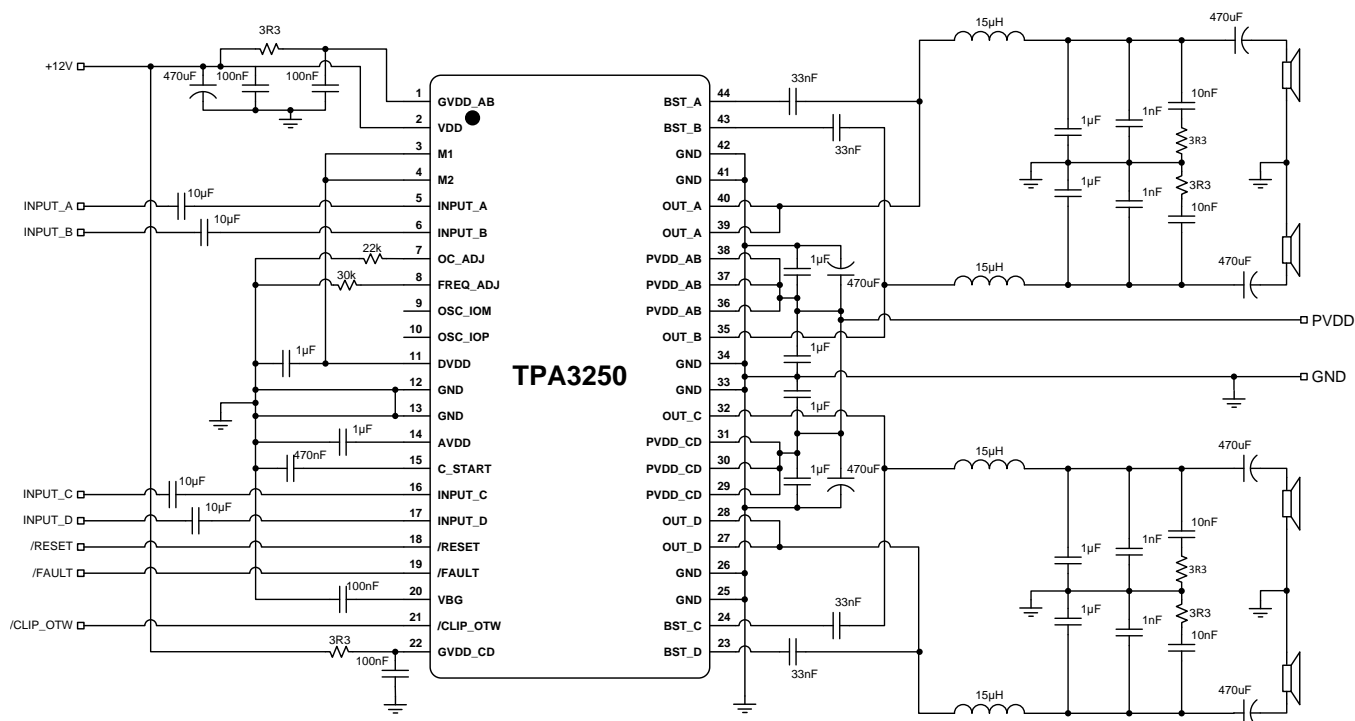 3R3
+12V
470uF
100nF
100nF
1 GVDD_AB
2 VDD
3 M1
4 M2
INPUT_A 10µF 5 INPUT_A
INPUT_B 10µF 6 INPUT_B
22k 7 OC_ADJ
30k 8 FREQ_ADJ
9 OSC_IOM
10 OSC_IOP
1µF 11 DVDD
12 GND
13 GND
1µF 14 AVDD
470nF 15 C_START
INPUT_C 10µF 16 INPUT_C
INPUT_D 10µF 17 INPUT_D
/RESET 18 /RESET
/FAULT 19 /FAULT
100nF 20 VBG
/CLIP_OTW 21 /CLIP_OTW
3R3 22 GVDD_CD
100nF
TPA3250
BST_A 44 33nF
BST_B 43 33nF
GND 42
GND 41
OUT_A 40
OUT_A 39
PVDD_AB 38
PVDD_AB 37
PVDD_AB 36
OUT_B 35
GND 34
GND 33
OUT_C 32
PVDD_CD 31
PVDD_CD 30
PVDD_CD 29
OUT_D 28
OUT_D 27
GND 26
GND 25
BST_C 24 33nF
BST_D 23 33nF
1µF
470uF
1µF
1µF
1µF
470uF
15µH
470uF
10nF
1µF
1nF
3R3
1µF
1nF
3R3
10nF
15µH
470uF
PVDD
GND
15µH
470uF
10nF
1µF
1nF
3R3
1µF
1nF
3R3
10nF
15µH
470uF